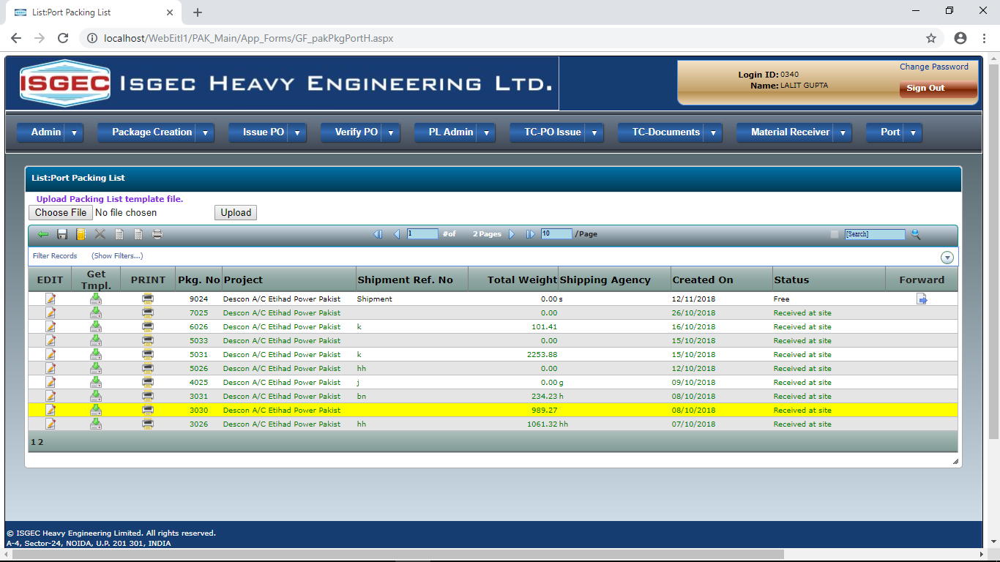 List:Port Packing List
localhost/WebEitl1/PAK_Main/App_Forms/GF_pakPkgPortH.aspx
ISGEC ISGEC HEAVY ENGINEERING LTD.
Change Password
Login ID: 0340
Name: LALIT GUPTA
Sign Out
Admin Package Creation Issue PO Verify PO PL Admin TC-PO Issue TC-Documents Material Receiver Port
List:Port Packing List
Upload Packing List template file.
Choose File No file chosen Upload
1 #of 2 Pages 10 /Page [Search]
Filter Records (Show Filters...)
EDIT Get Tmpl. PRINT Pkg. No Project Shipment Ref. No Total Weight Shipping Agency Created On Status Forward
9024 Descon A/C Etihad Power Pakist Shipment 0.00 s 12/11/2018 Free
7025 Descon A/C Etihad Power Pakist 0.00 26/10/2018 Received at site
6026 Descon A/C Etihad Power Pakist k 101.41 16/10/2018 Received at site
5033 Descon A/C Etihad Power Pakist 0.00 15/10/2018 Received at site
5031 Descon A/C Etihad Power Pakist k 2253.88 15/10/2018 Received at site
5026 Descon A/C Etihad Power Pakist hh 0.00 12/10/2018 Received at site
4025 Descon A/C Etihad Power Pakist j 0.00 g 09/10/2018 Received at site
3031 Descon A/C Etihad Power Pakist bn 234.23 h 08/10/2018 Received at site
3030 Descon A/C Etihad Power Pakist 989.27 08/10/2018 Received at site
3026 Descon A/C Etihad Power Pakist hh 1061.32 hh 07/10/2018 Received at site
1 2
© ISGEC Heavy Engineering Limited. All rights reserved.
A-4, Sector-24, NOIDA, U.P. 201 301, INDIA